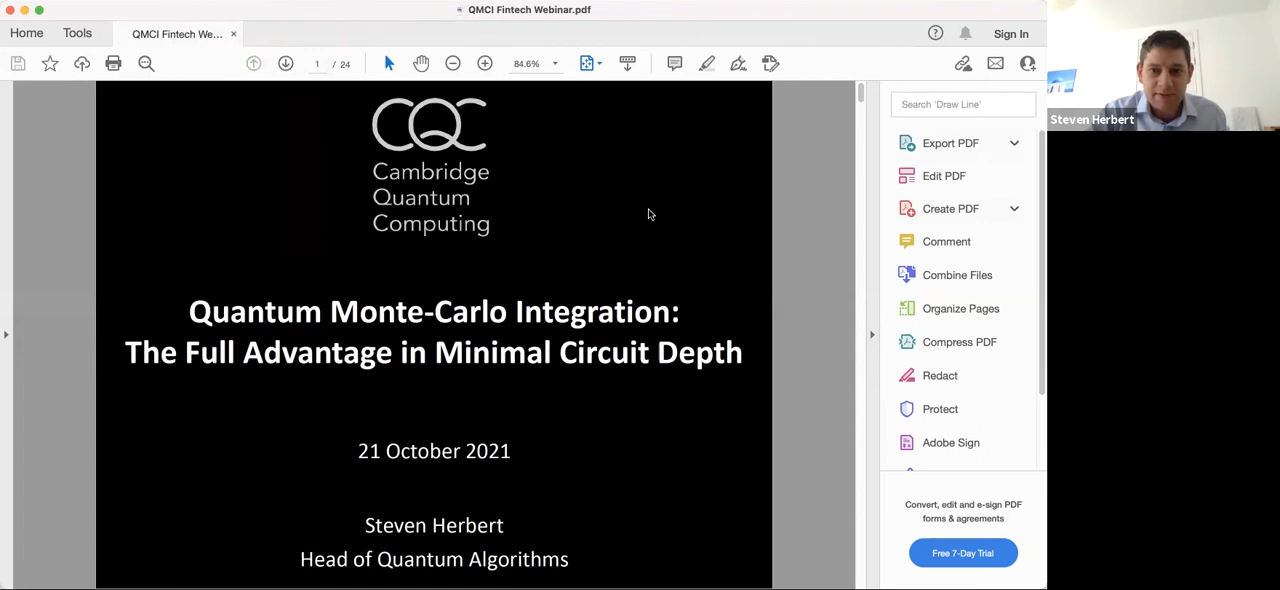 QMCI Fintech Webinar.pdf
Home
Tools
QMCI Fintech We...
Sign In
1 / 24
84.6%
Steven Herbert
CQC
Cambridge
Quantum
Computing
Quantum Monte-Carlo Integration:
The Full Advantage in Minimal Circuit Depth
21 October 2021
Steven Herbert
Head of Quantum Algorithms
Search 'Draw Line'
Export PDF
Edit PDF
Create PDF
Comment
Combine Files
Organize Pages
Compress PDF
Redact
Protect
Adobe Sign
Convert, edit and e-sign PDF
forms & agreements
Free 7-Day Trial